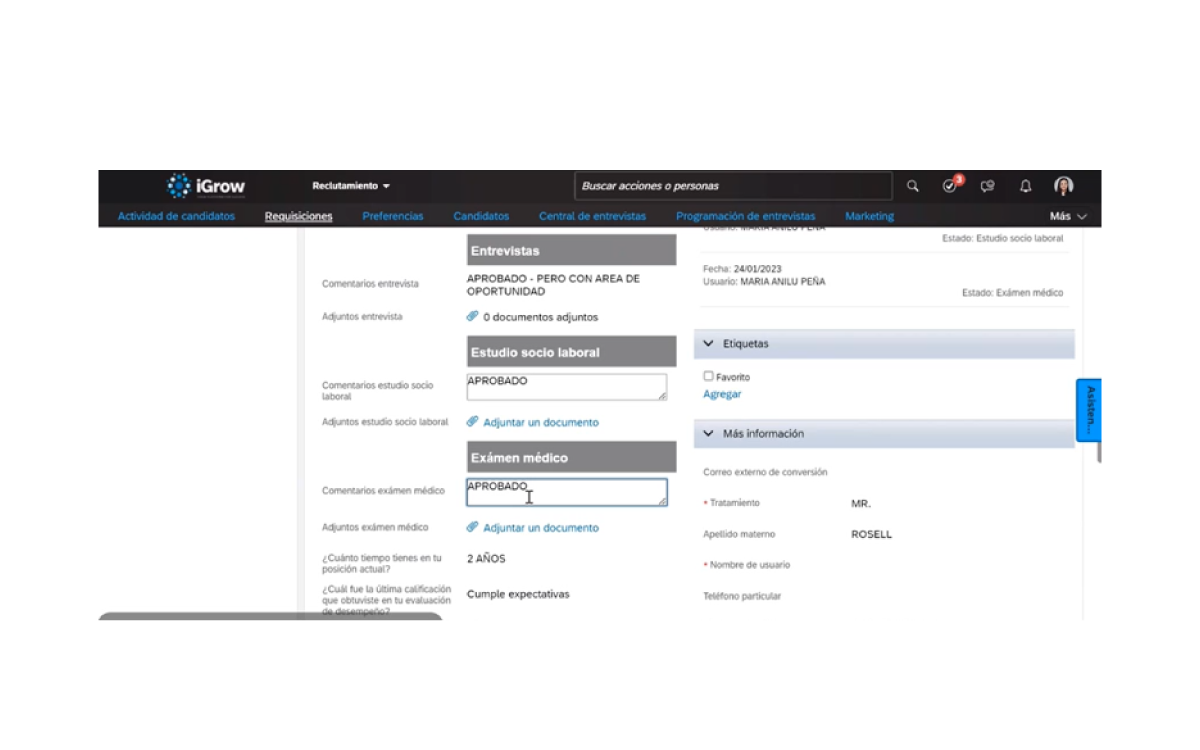 iGrow
Reclutamiento
Buscar acciones o personas
3
Actividad de candidatos
Requisiciones
Preferencias
Candidatos
Central de entrevistas
Programación de entrevistas
Marketing
Más
Entrevistas
Comentarios entrevista
APROBADO - PERO CON AREA DE
OPORTUNIDAD
Adjuntos entrevista
0 documentos adjuntos
Estudio socio laboral
Comentarios estudio socio
laboral
APROBADO
Adjuntos estudio socio laboral
Adjuntar un documento
Exámen médico
Comentarios exámen médico
APROBADO
Adjuntos exámen médico
Adjuntar un documento
¿Cuánto tiempo tienes en tu
posición actual?
2 AÑOS
¿Cuál fue la última calificación
que obtuviste en tu evaluación
de desempeño?
Cumple expectativas
Usuario: MARIA ANILU PEÑA
Estado: Estudio socio laboral
Fecha: 24/01/2023
Usuario: MARIA ANILU PEÑA
Estado: Exámen médico
Etiquetas
Favorito
Agregar
Más información
Correo externo de conversión
* Tratamiento
MR.
Apellido materno
ROSELL
* Nombre de usuario
Teléfono particular
Asisten...